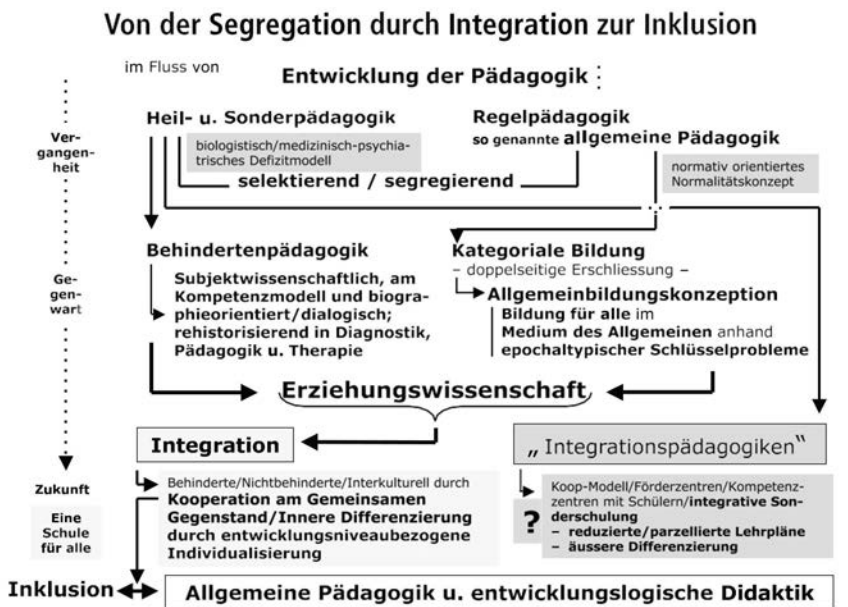 Von der Segregation durch Integration zur Inklusion
im Fluss von
Entwicklung der Pädagogik :
Heil- u. Sonderpädagogik
Regelpädagogik
so genannte allgemeine Pädagogik
Ver-
gangen-
heit
biologistisch/medizinisch-psychia-
trisches Defizitmodell
normativ orientiertes
Normalitätskonzept
selektierend / segregierend
Behindertenpädagogik
Kategoriale Bildung
– doppelseitige Erschliessung –
Ge-
gen-
wart
Subjektwissenschaftlich, am
Kompetenzmodell und biogra-
phieorientiert/dialogisch;
rehistorisierend in Diagnostik,
Pädagogik u. Therapie
Allgemeinbildungskonzeption
Bildung für alle im
Medium des Allgemeinen anhand
epochaltypischer Schlüsselprobleme
Erziehungswissenschaft
Integration
„Integrationspädagogiken“
Zukunft
Eine
Schule
für alle
Behinderte/Nichtbehinderte/Interkulturell durch
Kooperation am Gemeinsamen
Gegenstand/Innere Differenzierung
durch entwicklungsniveaubezogene
Individualisierung
?
Koop-Modell/Förderzentren/Kompetenz-
zentren mit Schülern/integrative Son-
derschulung
– reduzierte/parzellierte Lehrpläne
– äussere Differenzierung
Inklusion
Allgemeine Pädagogik u. entwicklungslogische Didaktik